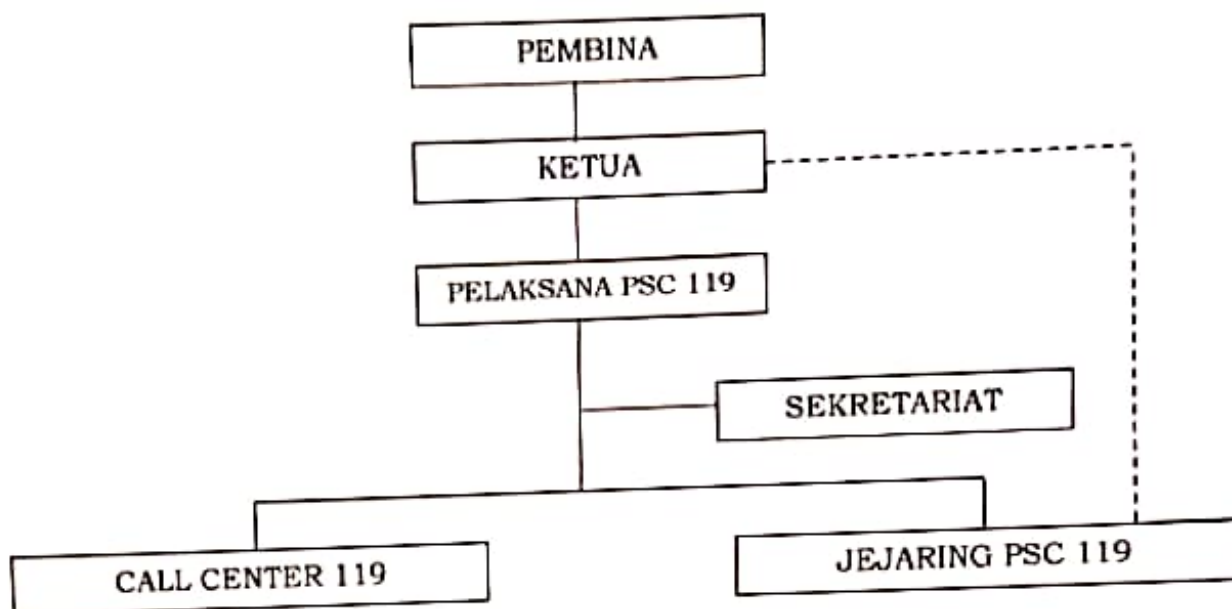 PEMBINA
KETUA
PELAKSANA PSC 119
SEKRETARIAT
CALL CENTER 119
JEJARING PSC 119